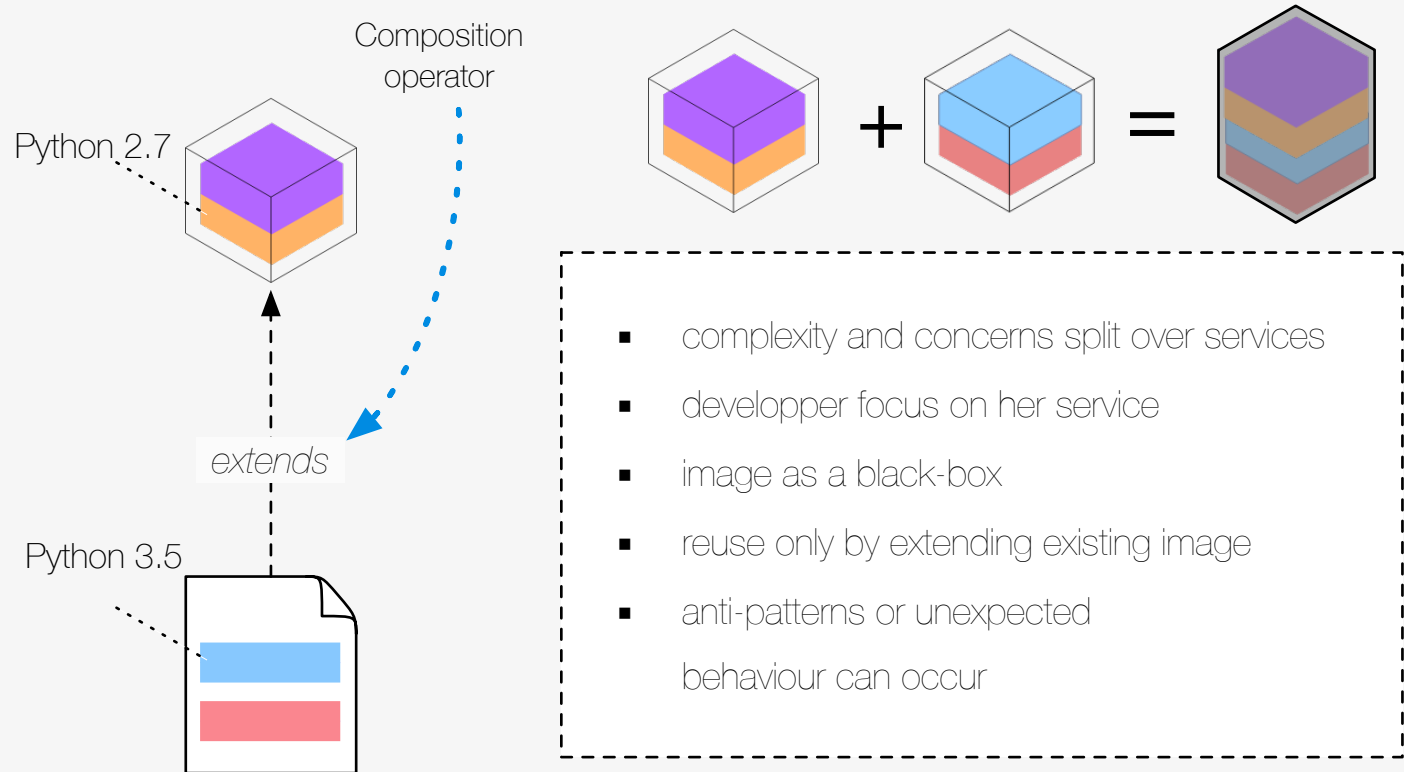 Composition
operator
Python 2.7
+
=
extends
Python 3.5
▪ complexity and concerns split over services
▪ developper focus on her service
▪ image as a black-box
▪ reuse only by extending existing image
▪ anti-patterns or unexpected
behaviour can occur